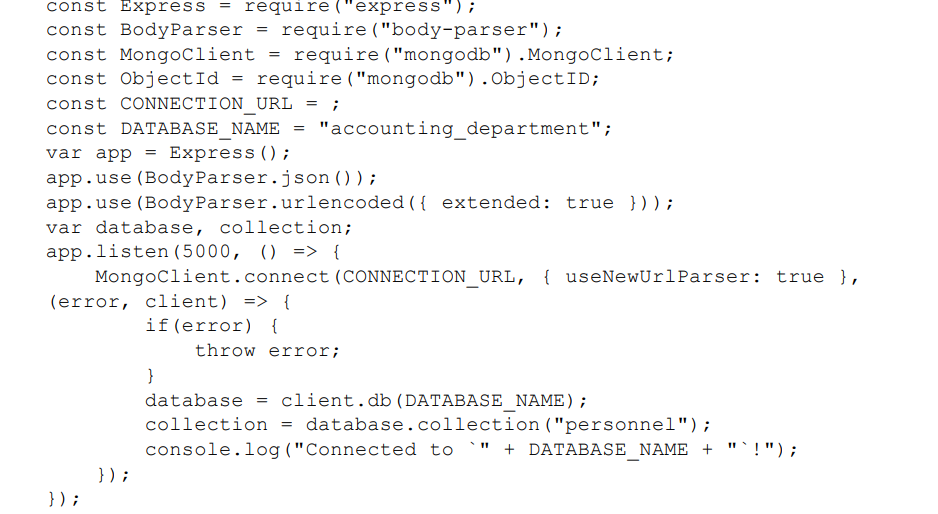 const Express = require("express");
const BodyParser = require("body-parser");
const MongoClient = require("mongodb").MongoClient;
const ObjectId = require("mongodb").ObjectID;
const CONNECTION_URL = ;
const DATABASE_NAME = "accounting_department";
var app = Express();
app.use(BodyParser.json());
app.use(BodyParser.urlencoded({ extended: true }));
var database, collection;
app.listen(5000, () => {
    MongoClient.connect(CONNECTION_URL, { useNewUrlParser: true },
(error, client) => {
        if(error) {
            throw error;
        }
        database = client.db(DATABASE_NAME);
        collection = database.collection("personnel");
        console.log("Connected to `" + DATABASE_NAME + "`!");
    });
});